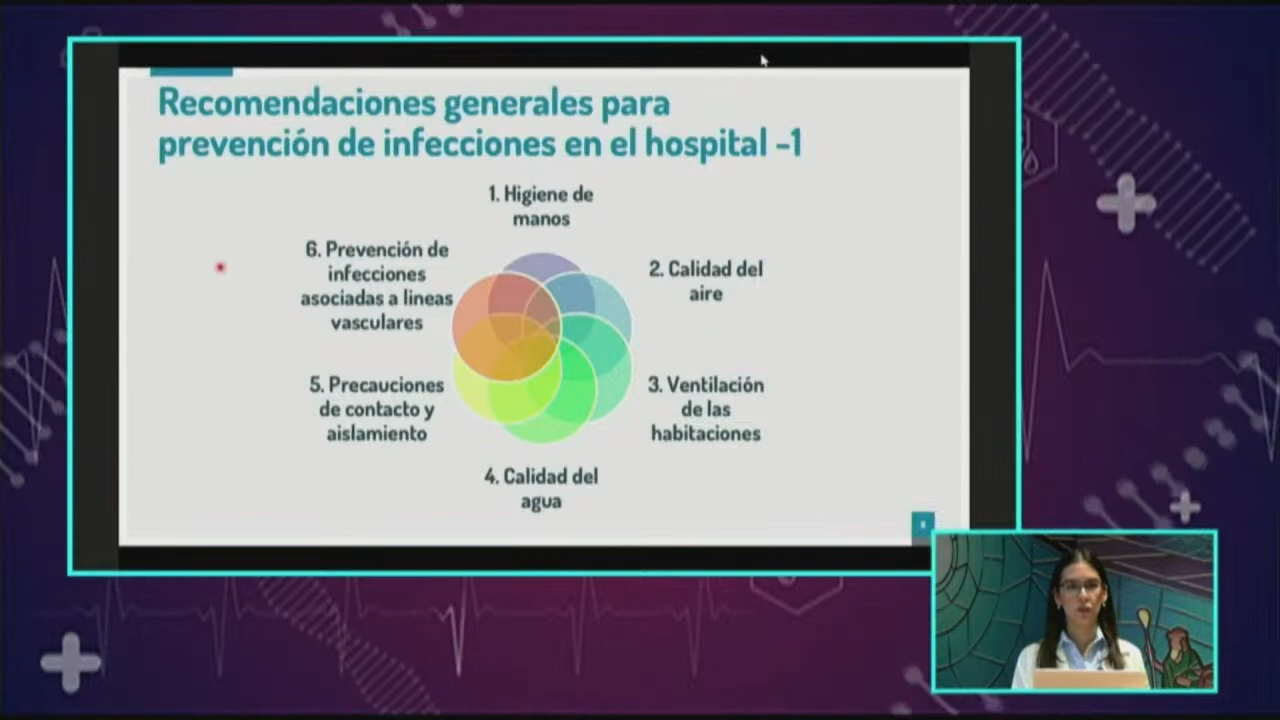 Recomendaciones generales para
prevención de infecciones en el hospital -1
1. Higiene de
manos
2. Calidad del
aire
3. Ventilación
de las
habitaciones
4. Calidad del
agua
5. Precauciones
de contacto y
aislamiento
6. Prevención de
infecciones
asociadas a lineas
vasculares